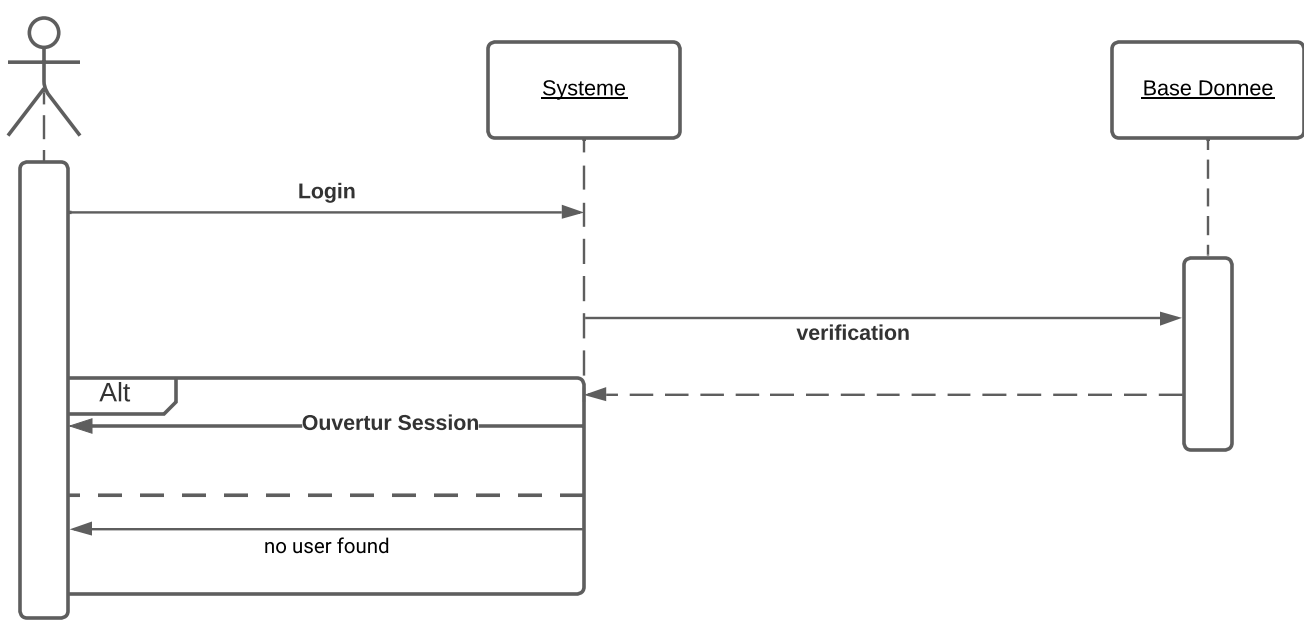 Systeme
Base Donnee
Login
verification
Alt
Ouvertur Session
no user found